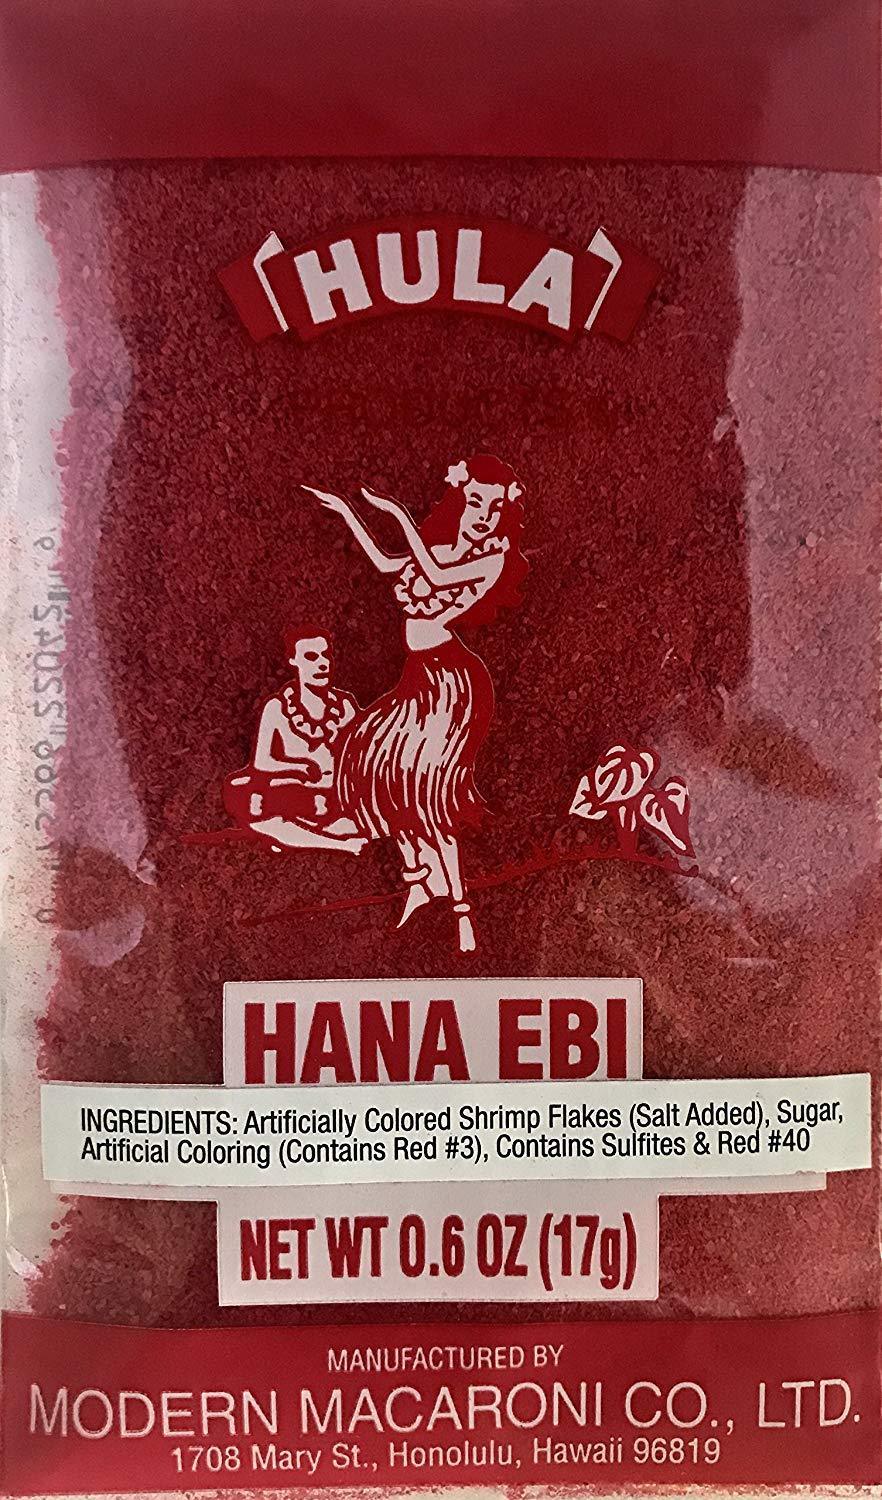 HULA
PRODUCTS
HANA EBI
INGREDIENTS: Artificially Colored Shrimp Flakes (Salt Added), Sugar,
Artificial Coloring (Contains Red #3), Contains Sulfites & Red #40
NET WT 0.6 OZ (17g)
MANUFACTURED BY
MODERN MACARONI CO., LTD.
1708 Mary St., Honolulu, Hawaii 96819